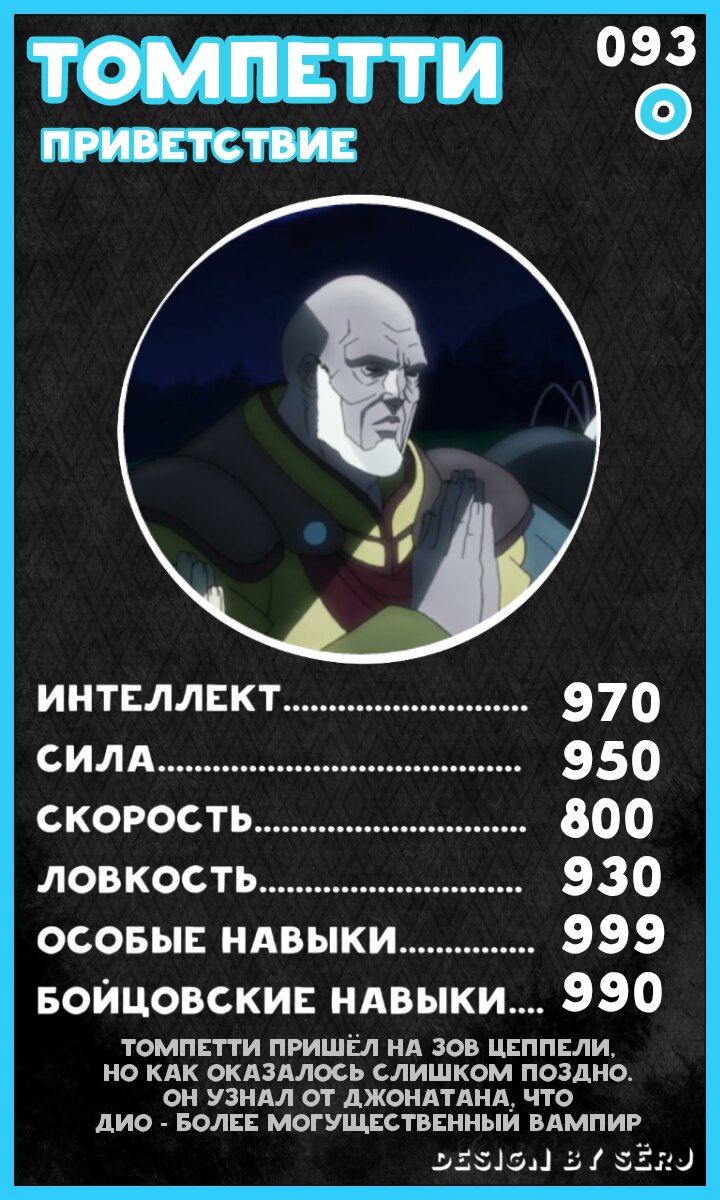 ТОМПЕТТИ
093
О
ПРИВЕТСТВИЕ
ИНТЕЛЛЕКТ........................... 970
СИЛА........................................ 950
СКОРОСТЬ.............................. 800
ЛОВКОСТЬ............................. 930
ОСОБЫЕ НАВЫКИ............... 999
БОЙЦОВСКИЕ НАВЫКИ.... 990
ТОМПЕТТИ ПРИШЁЛ НА ЗОВ ЦЕППЕЛИ,
НО КАК ОКАЗАЛОСЬ СЛИШКОМ ПОЗДНО.
ОН УЗНАЛ ОТ ДЖОНАТАНА, ЧТО
ДИО - БОЛЕЕ МОГУЩЕСТВЕННЫЙ ВАМПИР
DESIGN BY SЁRJ